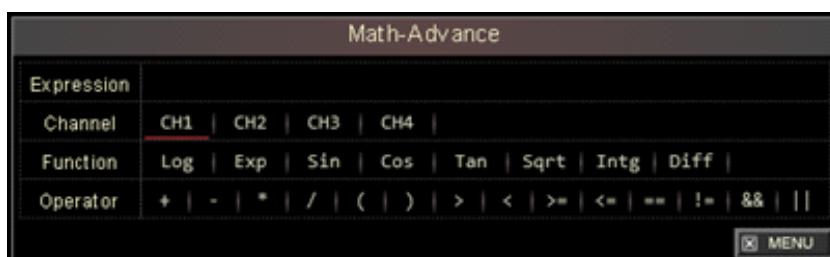 Math-Advance
Expression
Channel CH1 | CH2 | CH3 | CH4 |
Function Log | Exp | Sin | Cos | Tan | Sqrt | Intg | Diff |
Operator + | - | * | / | ( | ) | > | < | >= | <= | == | != | && | ||
MENU